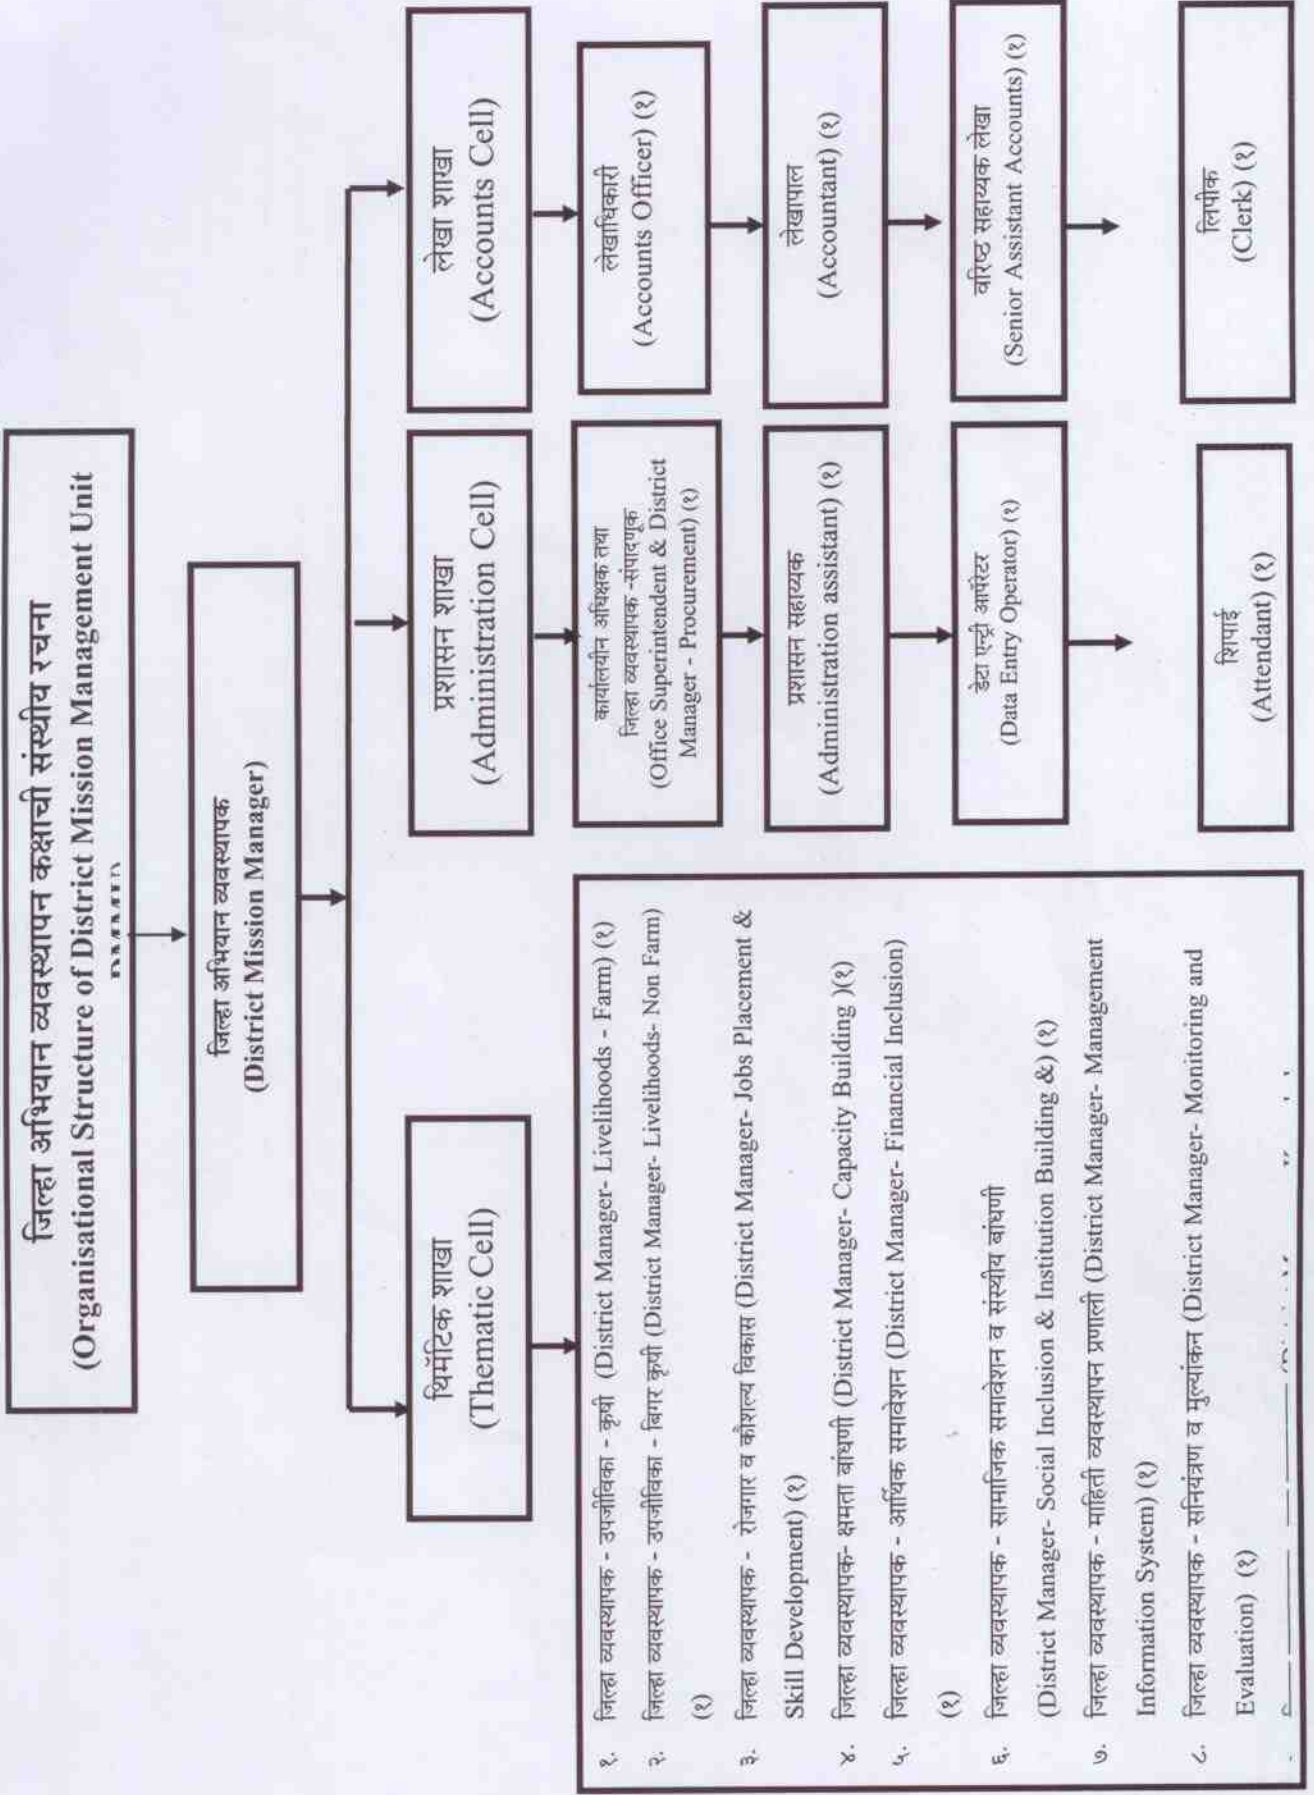 जिल्हा अभियान व्यवस्थापन कक्षाची संस्थीय रचना
(Organisational Structure of District Mission Management Unit
जिल्हा अभियान व्यवस्थापक
(District Mission Manager)
थिमॅटिक शाखा
(Thematic Cell)
१. जिल्हा व्यवस्थापक - उपजीविका - कृषी (District Manager- Livelihoods - Farm) (१)
२. जिल्हा व्यवस्थापक - उपजीविका - बिगर कृषी (District Manager- Livelihoods- Non Farm)
(१)
३. जिल्हा व्यवस्थापक - रोजगार व कौशल्य विकास (District Manager- Jobs Placement &
Skill Development) (१)
४. जिल्हा व्यवस्थापक- क्षमता बांधणी (District Manager- Capacity Building )(१)
५. जिल्हा व्यवस्थापक - आर्थिक समावेशन (District Manager- Financial Inclusion)
(१)
६. जिल्हा व्यवस्थापक - सामाजिक समावेशन व संस्थीय बांधणी
(District Manager- Social Inclusion & Institution Building &) (१)
७. जिल्हा व्यवस्थापक - माहिती व्यवस्थापन प्रणाली (District Manager- Management
Information System) (१)
८. जिल्हा व्यवस्थापक - सनियंत्रण व मुल्यांकन (District Manager- Monitoring and
Evaluation) (१)
प्रशासन शाखा
(Administration Cell)
कार्यालयीन अधिक्षक तथा
जिल्हा व्यवस्थापक -संपादणूक
(Office Superintendent & District
Manager - Procurement) (१)
प्रशासन सहाय्यक
(Administration assistant) (१)
डेटा एन्ट्री ऑपरेटर
(Data Entry Operator) (१)
शिपाई
(Attendant) (१)
लेखा शाखा
(Accounts Cell)
लेखाधिकारी
(Accounts Officer) (१)
लेखापाल
(Accountant) (१)
वरिष्ठ सहाय्यक लेखा
(Senior Assistant Accounts) (१)
लिपीक
(Clerk) (१)